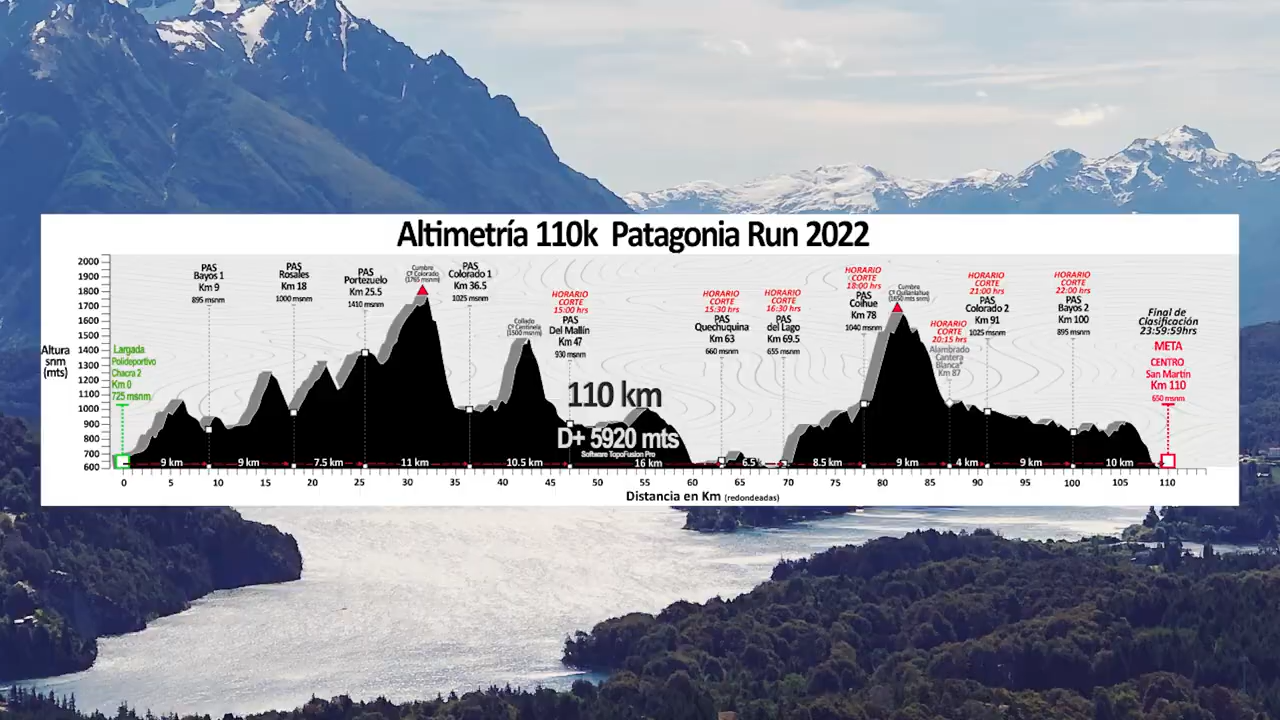 Altimetría 110k Patagonia Run 2022
Altura
snm
(mts)
2000
1900
1800
1700
1600
1500
1400
1300
1200
1100
1000
900
800
700
600
Largada
Polideportivo
Chacra 2
Km 0
725 msnm
PAS
Bayos 1
Km 9
895 msnm
PAS
Rosales
Km 18
1000 msnm
PAS
Portezuelo
Km 25.5
1410 msnm
Cumbre
Cº Colorado
(1765 msnm)
PAS
Colorado 1
Km 36.5
1025 msnm
Collado
Cº Centinela
(1500 msnm)
HORARIO
CORTE
15:00 hrs
PAS
Del Mallín
Km 47
930 msnm
110 km
D+ 5920 mts
Software TopoFusion Pro
HORARIO
CORTE
15:30 hrs
PAS
Quechuquina
Km 63
660 msnm
HORARIO
CORTE
16:30 hrs
PAS
del Lago
Km 69.5
655 msnm
HORARIO
CORTE
18:00 hrs
PAS
Coihue
Km 78
1040 msnm
Cumbre
Cº Quilanlahue
(1650 mts snm)
HORARIO
CORTE
20:15 hrs
Alambrado
Cantera
Blanca*
Km 87
HORARIO
CORTE
21:00 hrs
PAS
Colorado 2
Km 91
1025 msnm
HORARIO
CORTE
22:00 hrs
PAS
Bayos 2
Km 100
895 msnm
Final de
Clasificación
23:59:59hrs
META
CENTRO
San Martín
Km 110
650 msnm
9 km 9 km 7.5 km 11 km 10.5 km 16 km 6.5 8.5 km 9 km 4 km 9 km 10 km
0 5 10 15 20 25 30 35 40 45 50 55 60 65 70 75 80 85 90 95 100 105 110
Distancia en Km (redondeadas)